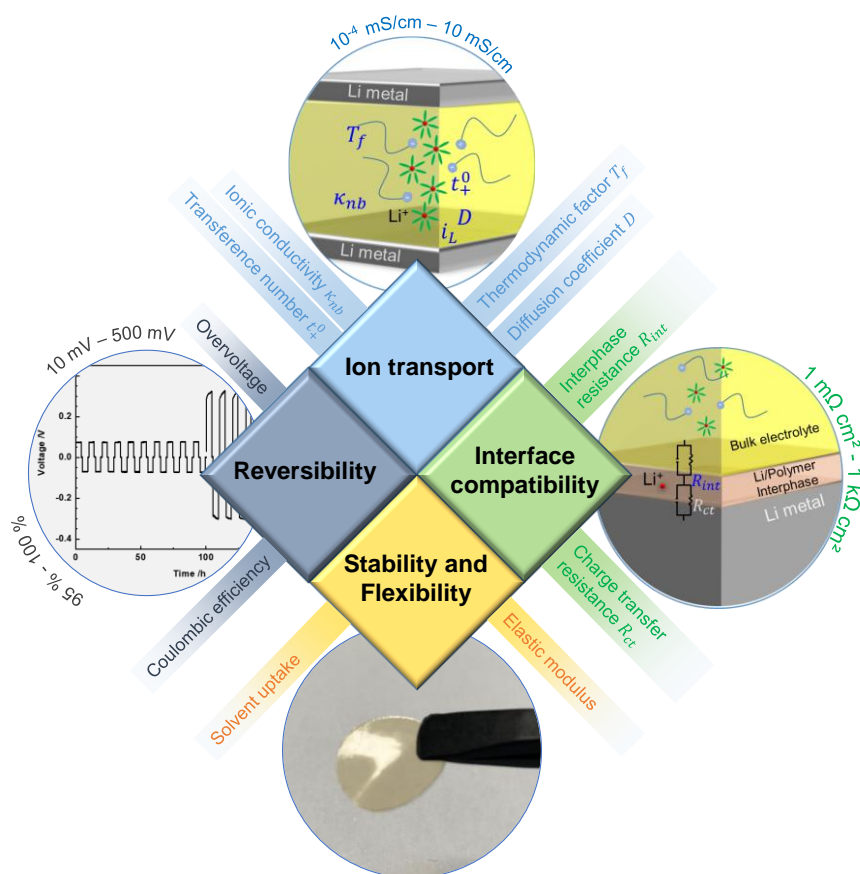 10⁻⁴ mS/cm – 10 mS/cm
Li metal
T_f
t₊⁰
κ_nb
Li⁺
D
i_L
Li metal
Ionic conductivity κ_nb
Transference number t₊⁰
Thermodynamic factor T_f
Diffusion coefficient D
Ion transport
Overvoltage
Interphase
resistance R_int
10 mV – 500 mV
Voltage /V
0.2
0.0
-0.2
-0.4
0
50
100
Time /h
95 % - 100 %
Reversibility
Interface
compatibility
1 mΩ cm² - 1 kΩ cm²
Bulk electrolyte
Li/Polymer
Interphase
Li⁺
R_int
R_ct
Li metal
Stability and
Flexibility
Coulombic efficiency
Solvent uptake
Elastic modulus
Charge transfer
resistance R_ct